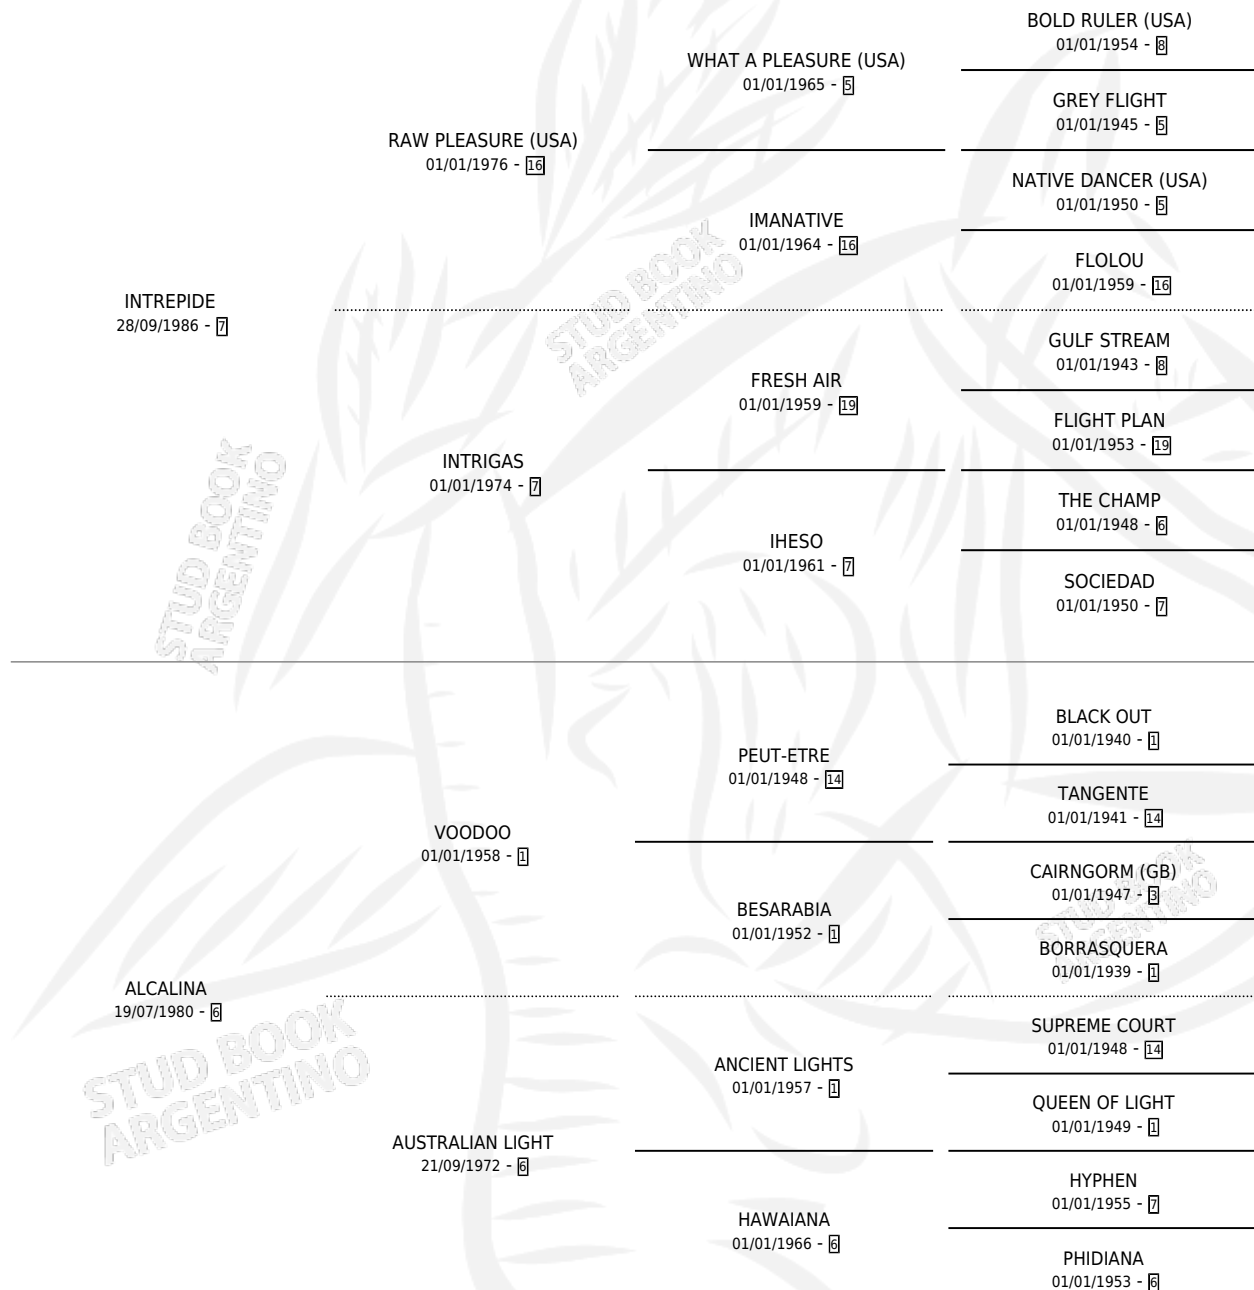 BOLD RULER (USA)
01/01/1954 - 8
WHAT A PLEASURE (USA)
01/01/1965 - 5
GREY FLIGHT
01/01/1945 - 5
RAW PLEASURE (USA)
01/01/1976 - 16
NATIVE DANCER (USA)
01/01/1950 - 5
IMANATIVE
01/01/1964 - 16
FLOLOU
01/01/1959 - 16
INTREPIDE
28/09/1986 - 7
STUD BOOK
ARGENTINO
GULF STREAM
01/01/1943 - 8
FRESH AIR
01/01/1959 - 19
FLIGHT PLAN
01/01/1953 - 19
INTRIGAS
01/01/1974 - 7
THE CHAMP
01/01/1948 - 6
IHESO
01/01/1961 - 7
SOCIEDAD
01/01/1950 - 7
STUD BOOK
ARGENTINO
BLACK OUT
01/01/1940 - 1
PEUT-ETRE
01/01/1948 - 14
TANGENTE
01/01/1941 - 14
VOODOO
01/01/1958 - 1
CAIRNGORM (GB)
01/01/1947 - 3
BESARABIA
01/01/1952 - 1
BORRASQUERA
01/01/1939 - 1
STUD BOOK
ARGENTINO
ALCALINA
19/07/1980 - 6
SUPREME COURT
01/01/1948 - 14
ANCIENT LIGHTS
01/01/1957 - 1
QUEEN OF LIGHT
01/01/1949 - 1
STUD BOOK
ARGENTINO
AUSTRALIAN LIGHT
21/09/1972 - 6
HYPHEN
01/01/1955 - 7
HAWAIANA
01/01/1966 - 6
PHIDIANA
01/01/1953 - 6